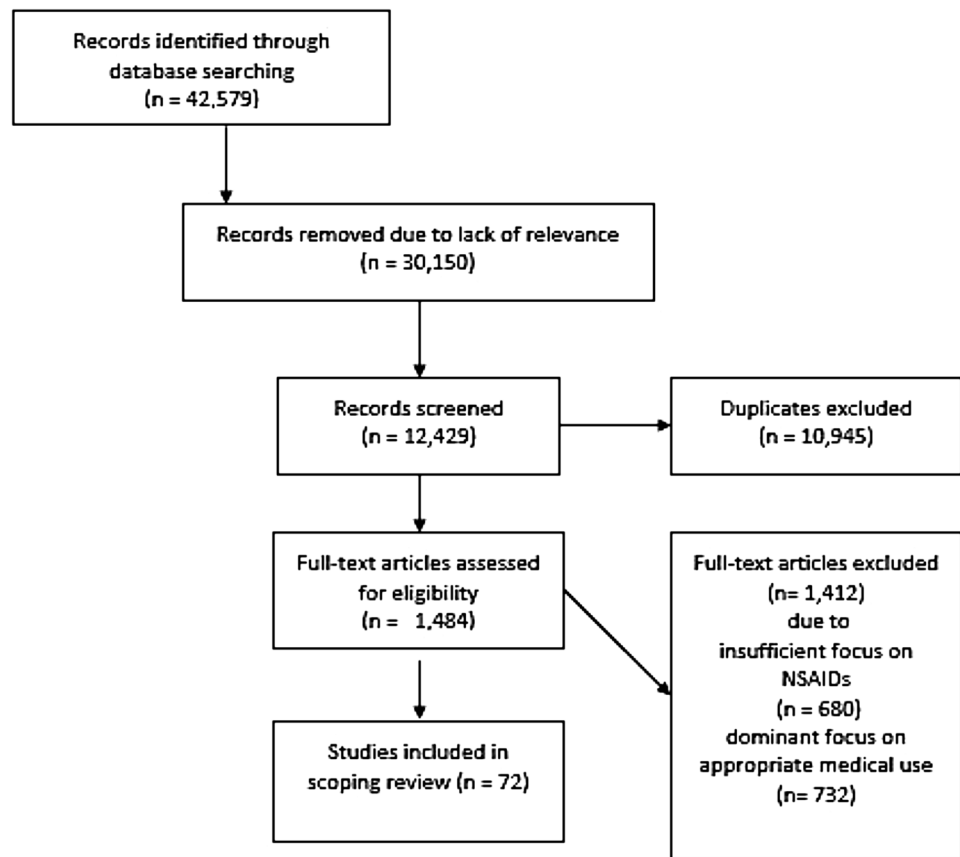 Records identified through
database searching
(n = 42,579)
Records removed due to lack of relevance
(n = 30,150)
Records screened
(n = 12,429)
Duplicates excluded
(n = 10,945)
Full-text articles assessed
for eligibility
(n =   1,484)
Full-text articles excluded
(n= 1,412)
due to
insufficient focus on
NSAIDs
(n = 680)
dominant focus on
appropriate medical use
(n= 732)
Studies included in
scoping review (n = 72)